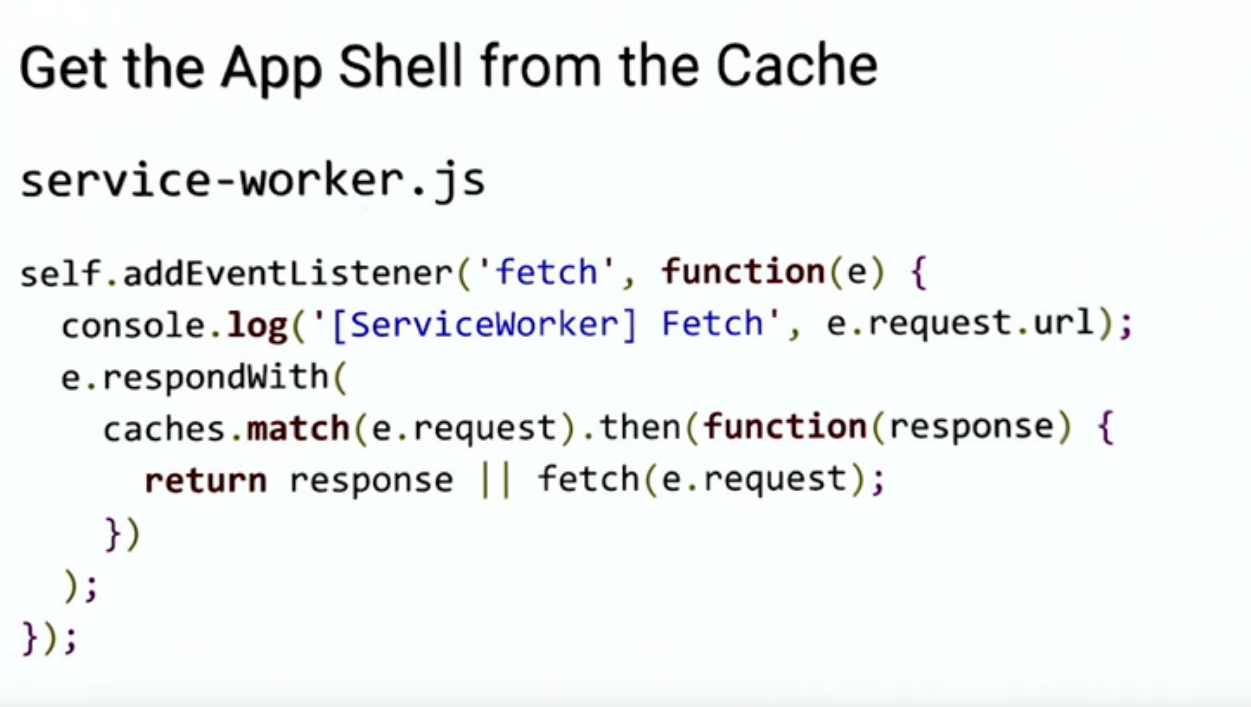 Get the App Shell from the Cache
service-worker.js
self.addEventListener('fetch', function(e) {
  console.log('[ServiceWorker] Fetch', e.request.url);
  e.respondWith(
    caches.match(e.request).then(function(response) {
      return response || fetch(e.request);
    })
  );
});